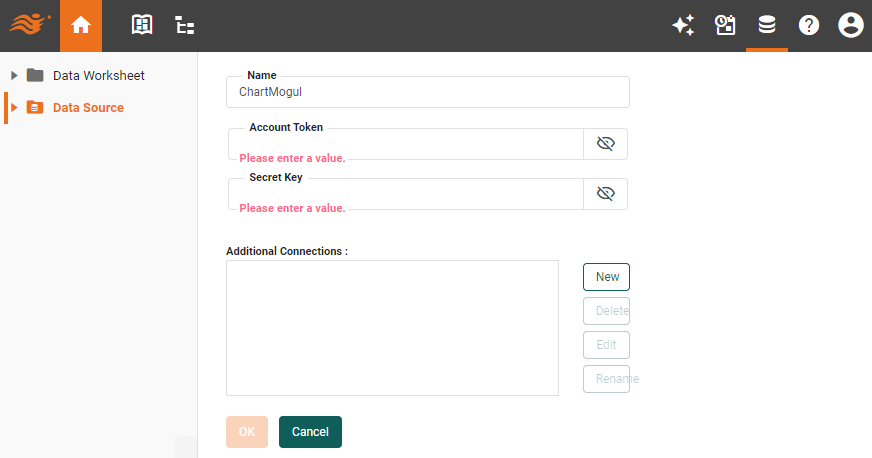 Data Worksheet
Data Source
Name
ChartMogul
Account Token
Please enter a value.
Secret Key
Please enter a value.
Additional Connections :
New
Delete
Edit
Rename
OK
Cancel